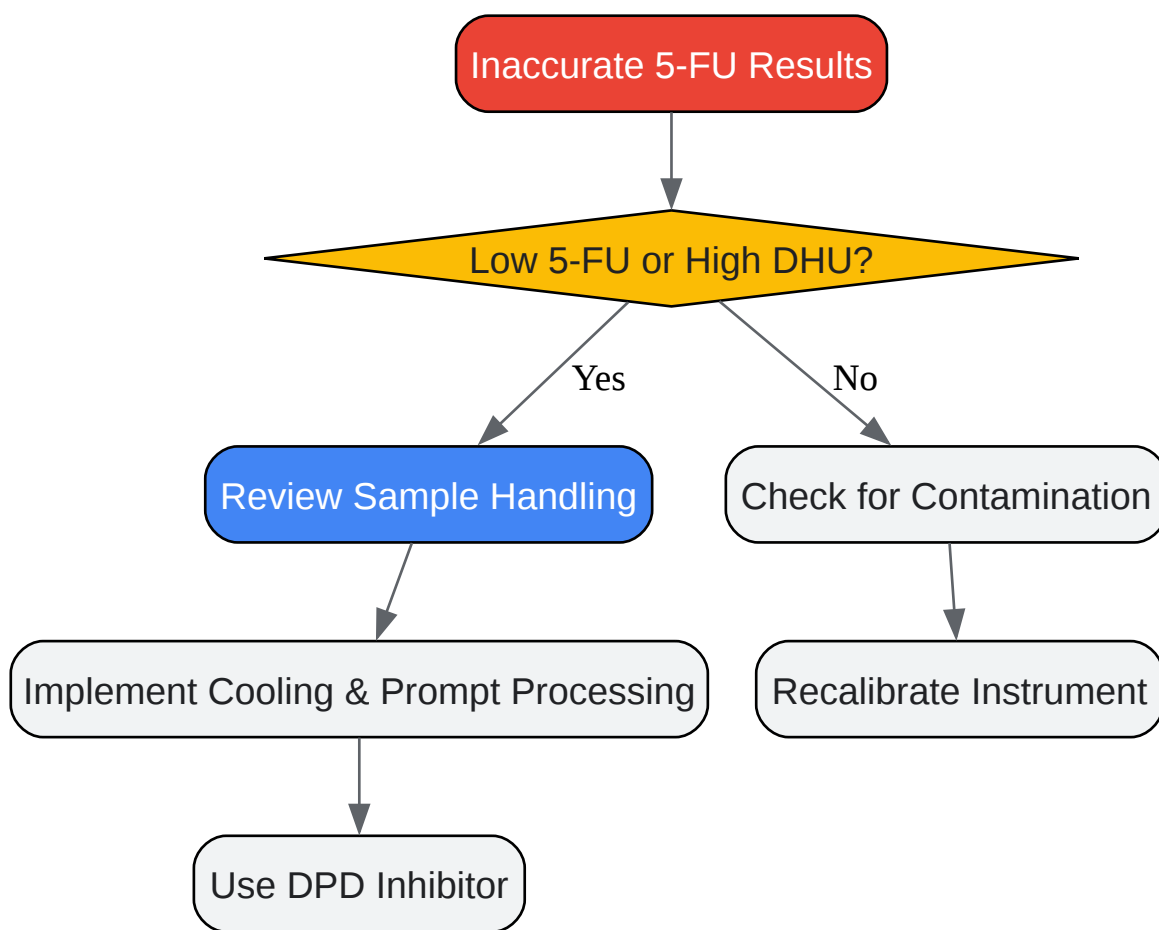 Inaccurate 5-FU Results
Low 5-FU or High DHU?
Yes
No
Review Sample Handling
Check for Contamination
Implement Cooling & Prompt Processing
Recalibrate Instrument
Use DPD Inhibitor